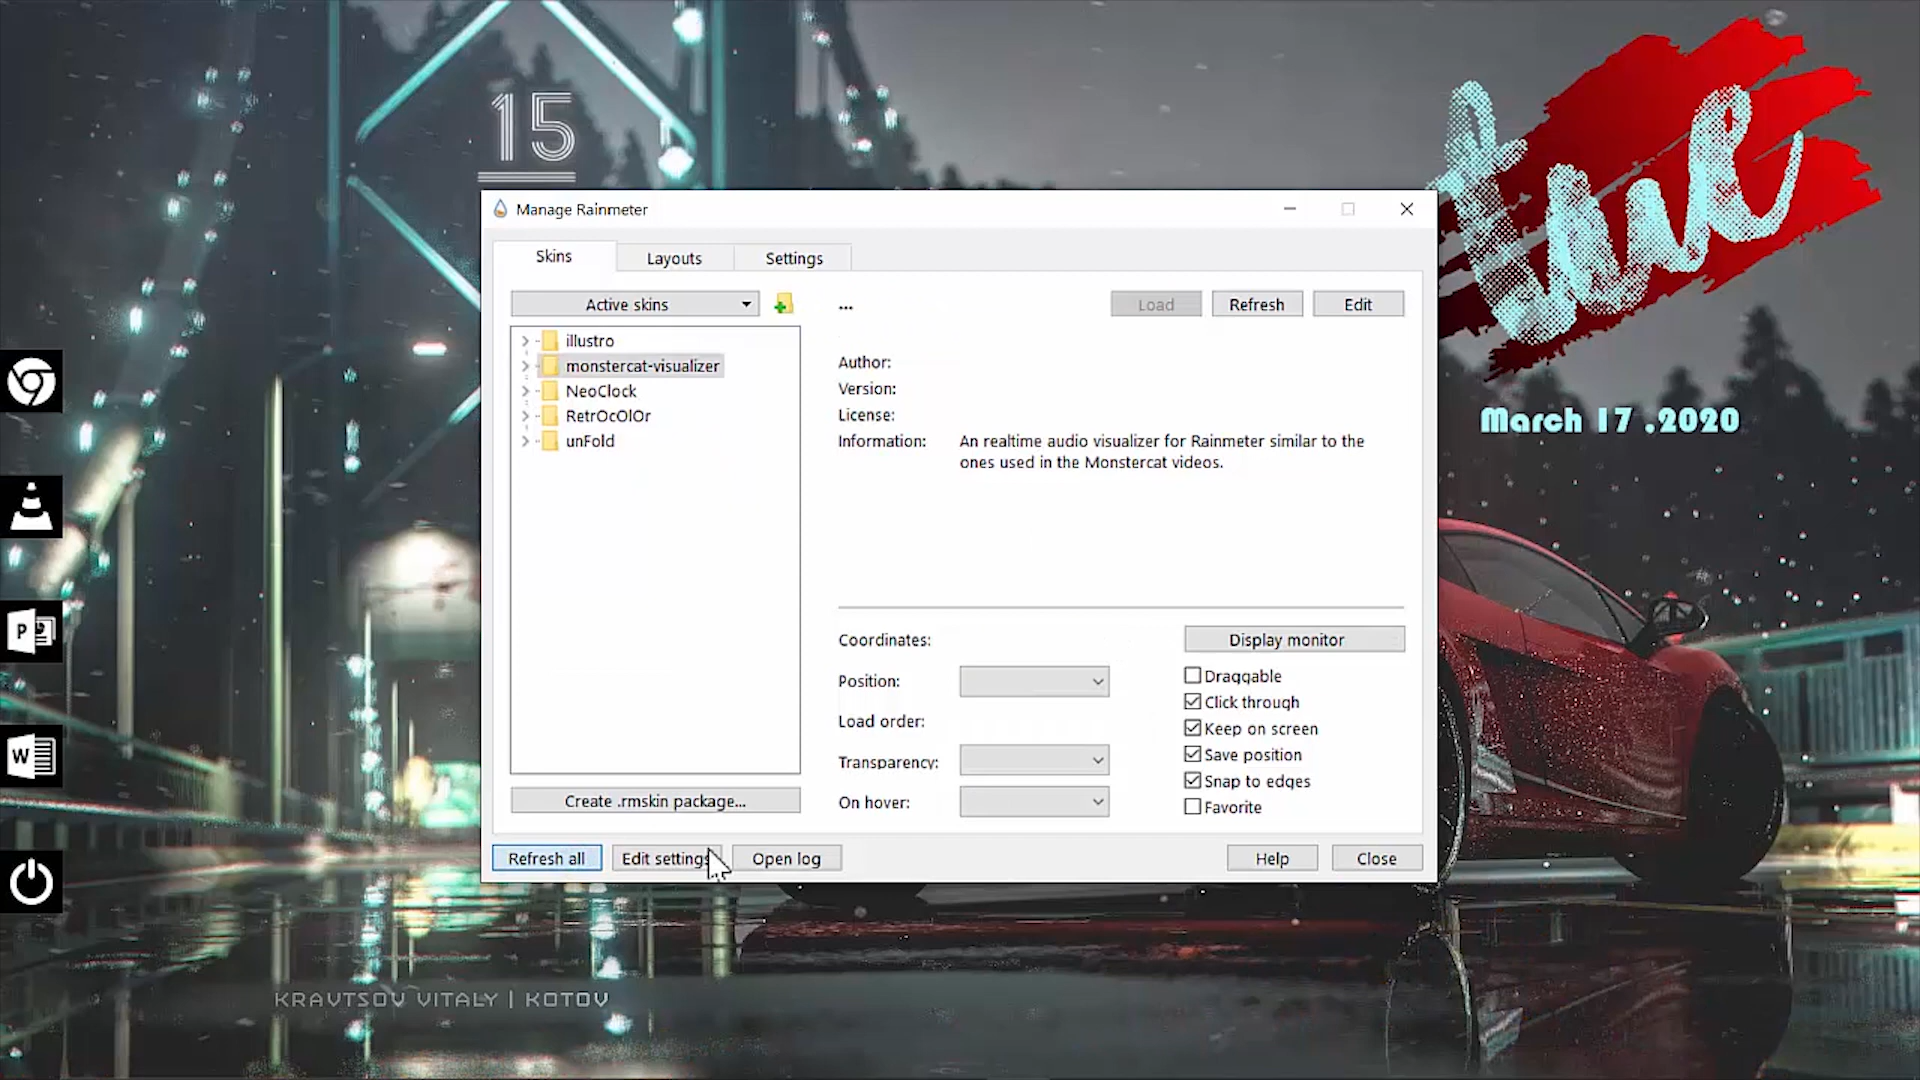 15
tue
March 17 ,2020
Manage Rainmeter
Skins
Layouts
Settings
Active skins
...
Load
Refresh
Edit
illustro
monstercat-visualizer
NeoClock
RetrOcOlOr
unFold
Author:
Version:
License:
Information:
An realtime audio visualizer for Rainmeter similar to the
ones used in the Monstercat videos.
Coordinates:
Display monitor
Position:
Draggable
Click through
Load order:
Keep on screen
Transparency:
Save position
Snap to edges
On hover:
Favorite
Create .rmskin package...
Refresh all
Edit settings
Open log
Help
Close
P
W
KRAVTSOV VITALY | KOTOV